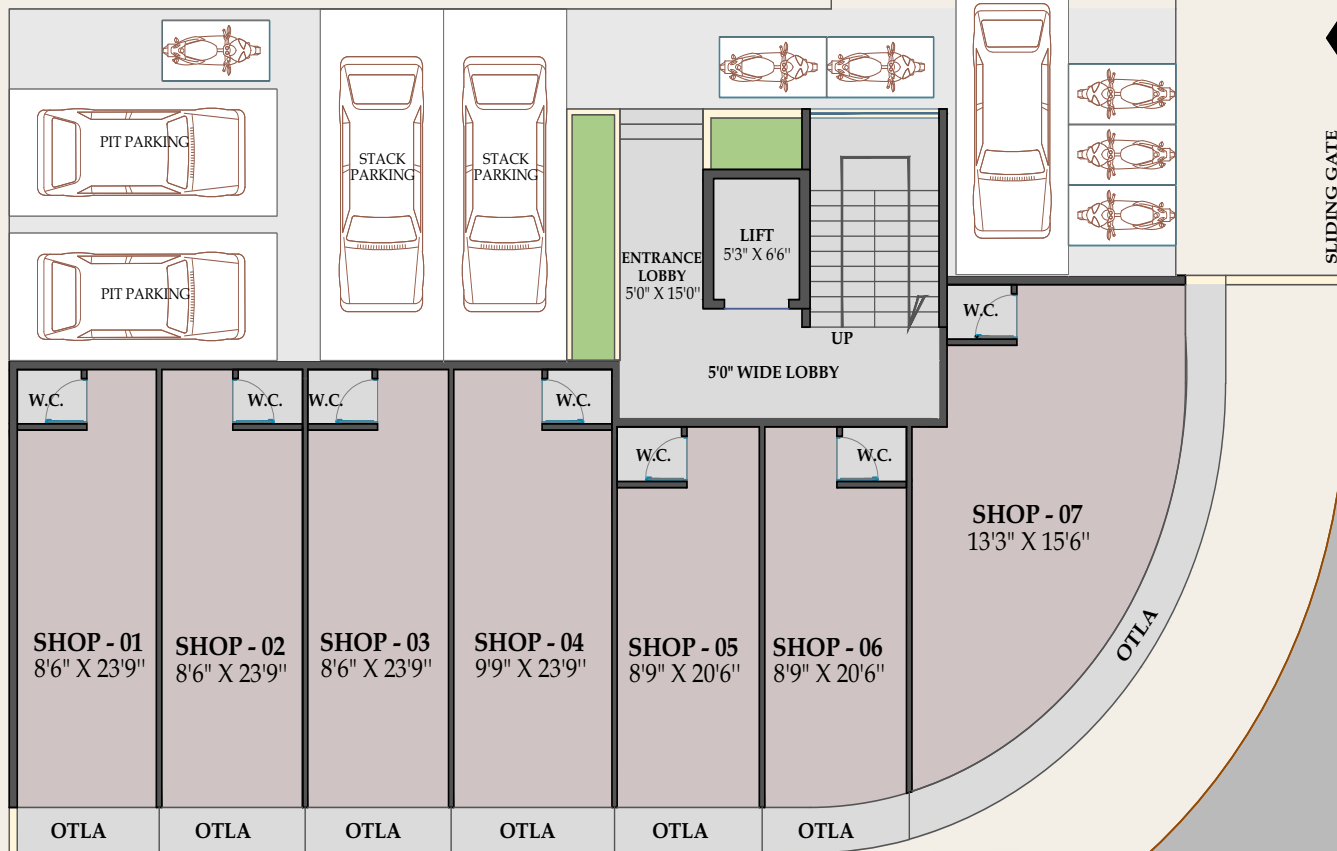 PIT PARKING
STACK
PARKING
STACK
PARKING
SLIDING GATE
LIFT
5'3" X 6'6"
ENTRANCE
LOBBY
5'0" X 15'0"
PIT PARKING
W.C.
UP
5'0" WIDE LOBBY
W.C.
W.C.
W.C.
W.C.
W.C.
W.C.
SHOP - 07
13'3" X 15'6"
SHOP - 01
8'6" X 23'9"
SHOP - 02
8'6" X 23'9"
SHOP - 03
8'6" X 23'9"
SHOP - 04
9'9" X 23'9"
SHOP - 05
8'9" X 20'6"
SHOP - 06
8'9" X 20'6"
OTLA
OTLA
OTLA
OTLA
OTLA
OTLA
OTLA